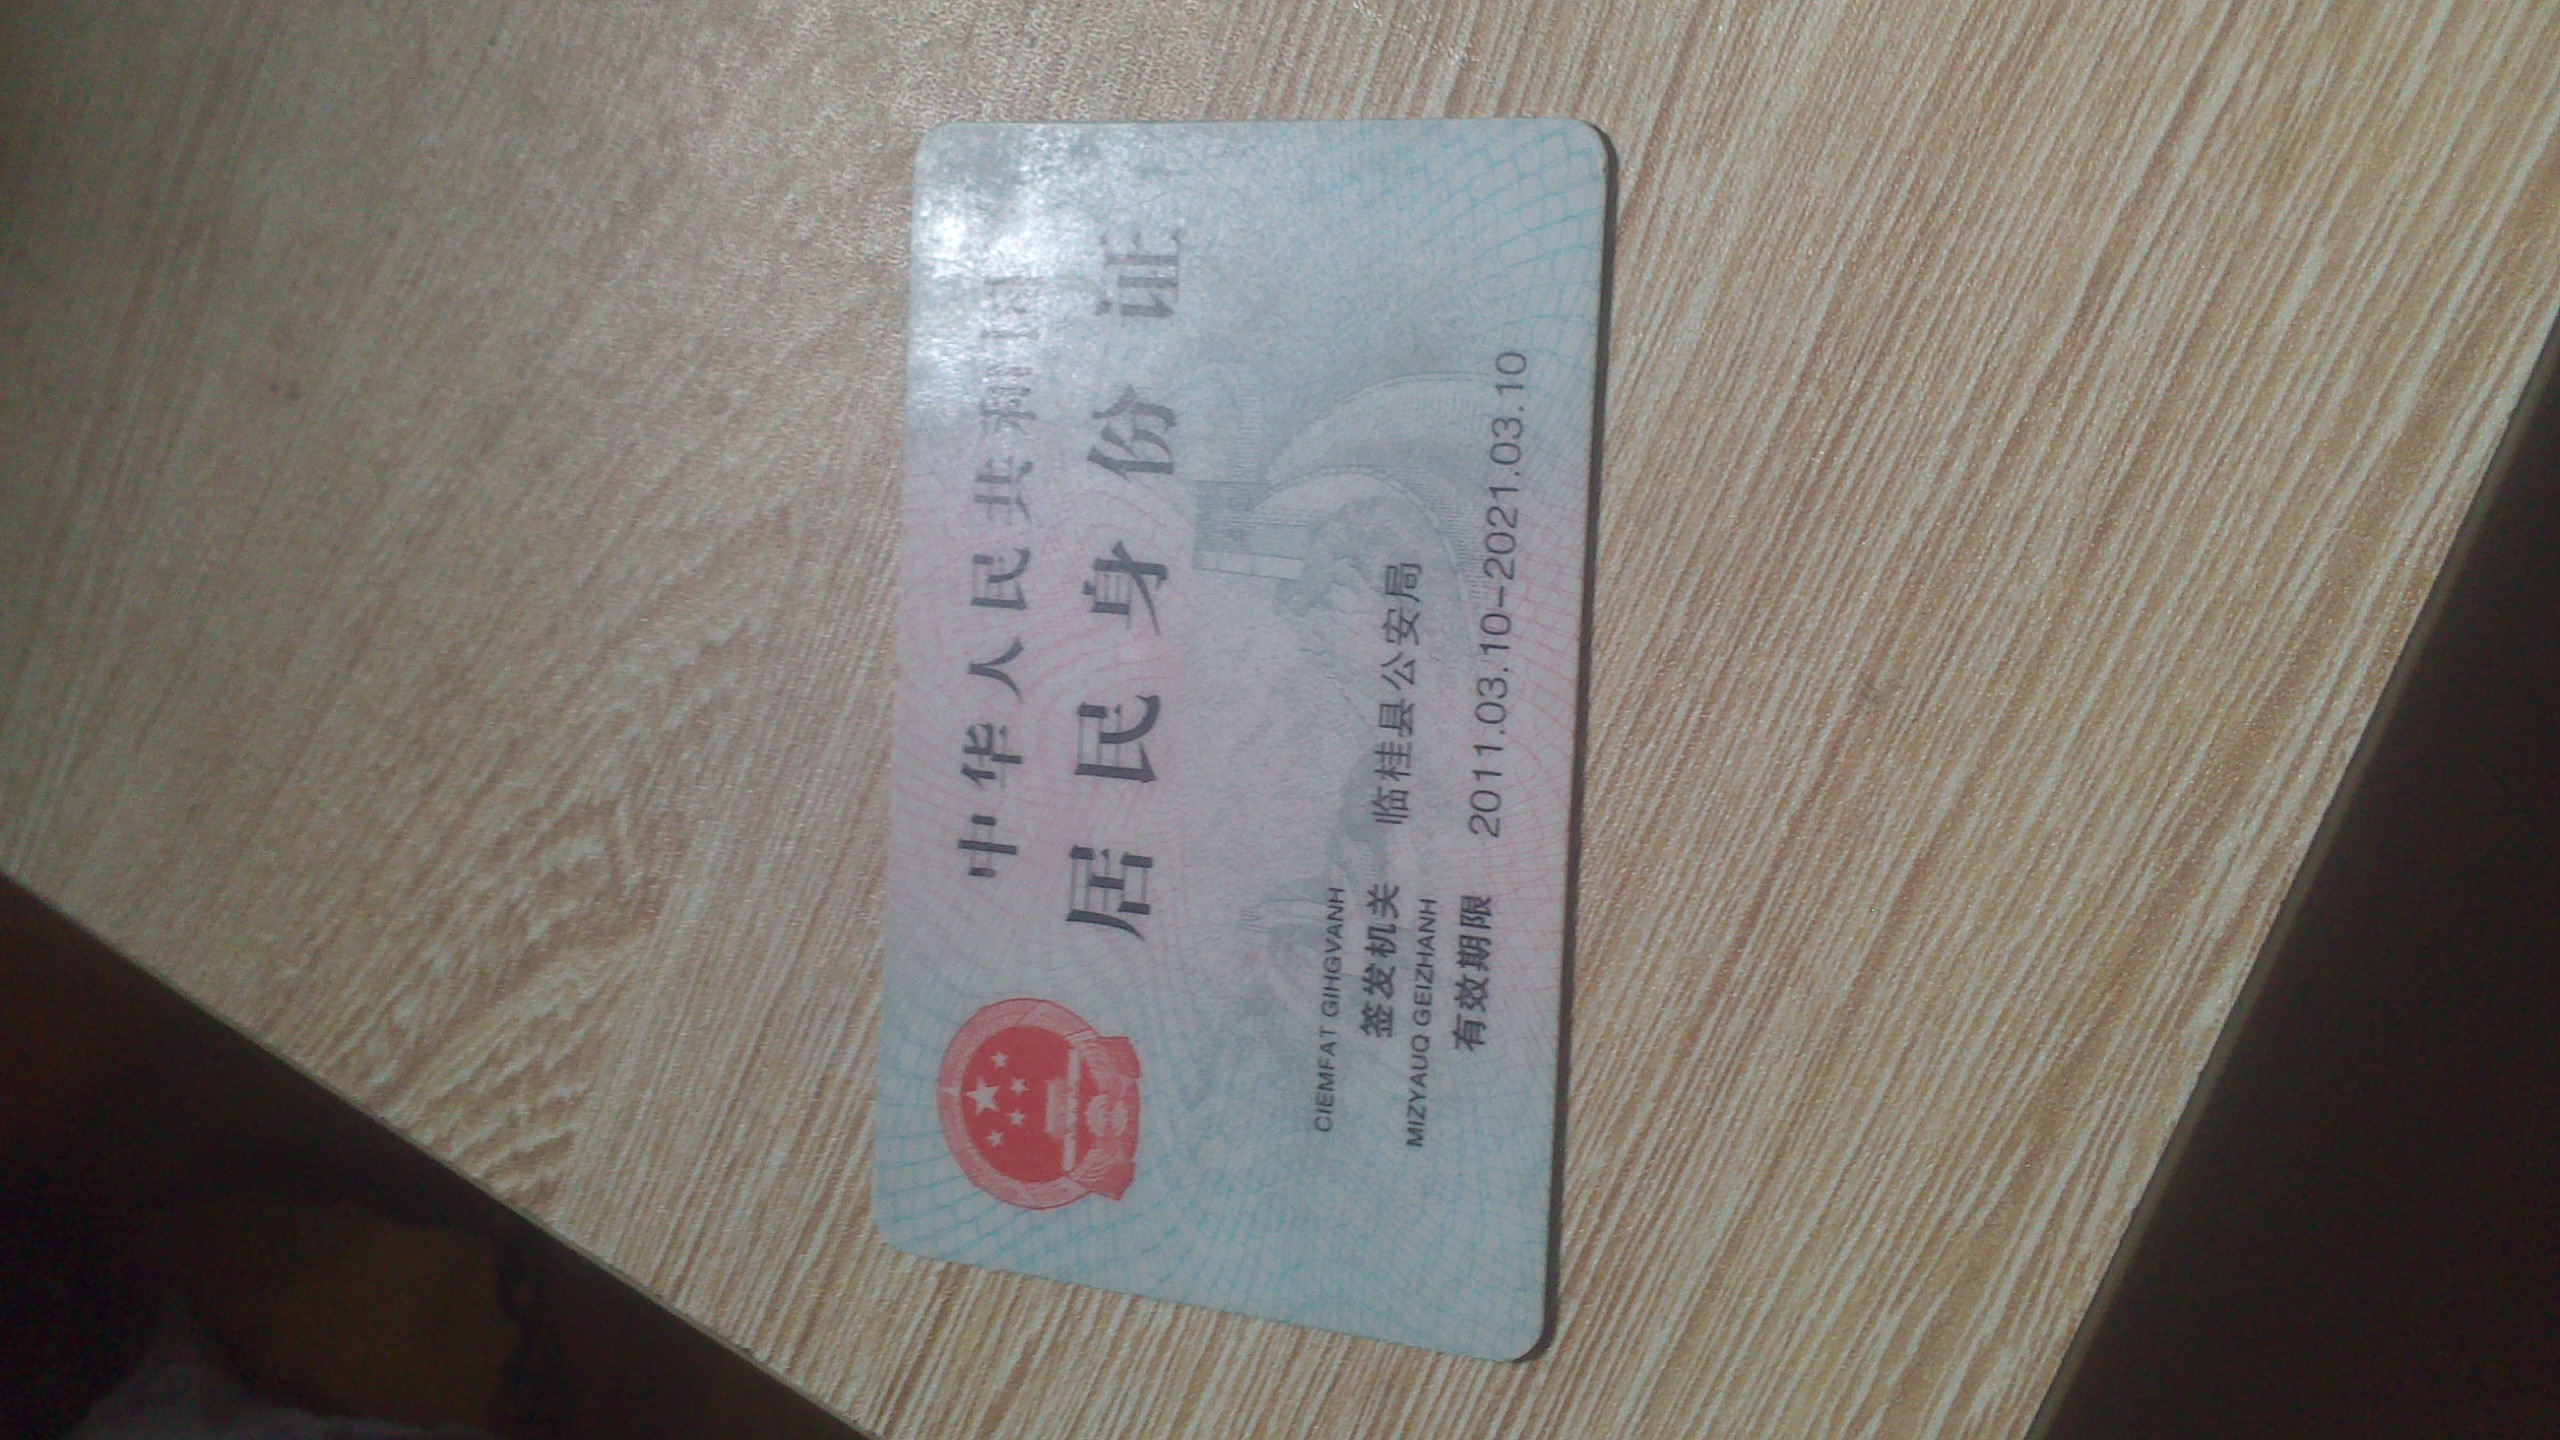 中华人民共和国
居民身份证
CIEMFAT GIHGVANH
签发机关 临桂县公安局
MIZYAUQ GEIZHANH
有效期限 2011.03.10-2021.03.10